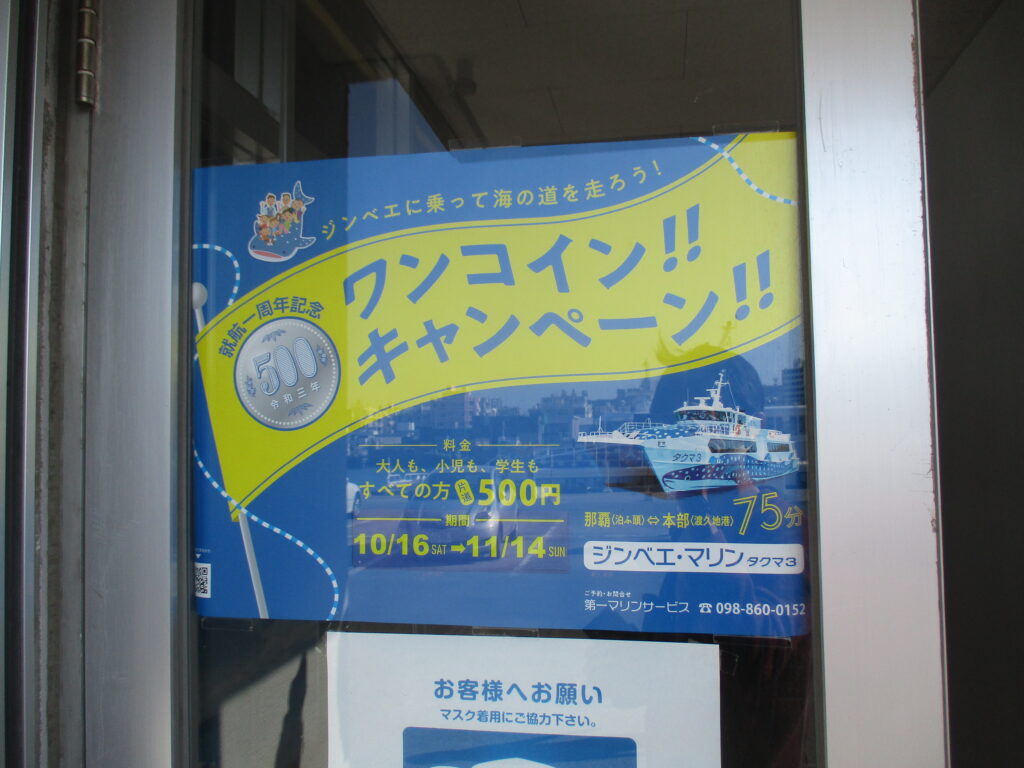 ジンベエに乗って海の道を走ろう!
ワンコイン!!
キャンペーン!!
就航一周年記念
500
令和三年
料金
大人も、小児も、学生も
すべての方 片道 500円
期間
10/16 SAT ➡ 11/14 SUN
タクマ3
那覇(泊ふ頭)⇔本部(渡久地港) 75分
ジンベエ・マリン タクマ3
ご予約・お問合せ
第一マリンサービス ☎098-860-0152
お客様へお願い
マスク着用にご協力下さい。